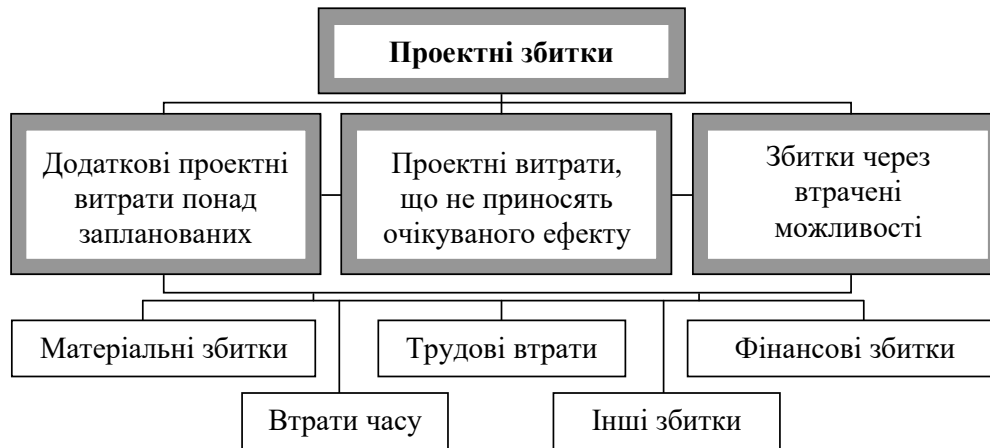 Проектні збитки
Додаткові проектні
витрати понад
запланованих
Проектні витрати,
що не приносять
очікуваного ефекту
Збитки через
втрачені
можливості
Матеріальні збитки
Трудові втрати
Фінансові збитки
Втрати часу
Інші збитки